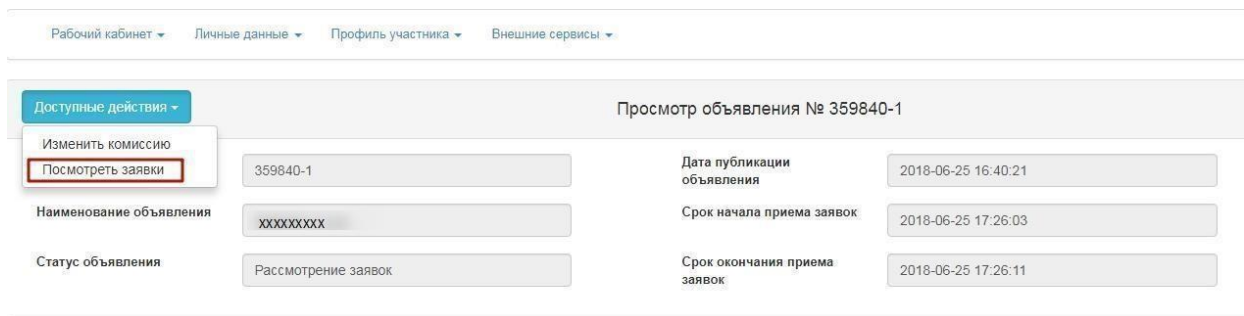 Рабочий кабинет Личные данные Профиль участника Внешние сервисы
Доступные действия Просмотр объявления № 359840-1
Изменить комиссию
Посмотреть заявки
359840-1
Дата публикации
объявления
2018-06-25 16:40:21
Наименование объявления
XXXXXXXXX
Срок начала приема заявок
2018-06-25 17:26:03
Статус объявления
Рассмотрение заявок
Срок окончания приема
заявок
2018-06-25 17:26:11